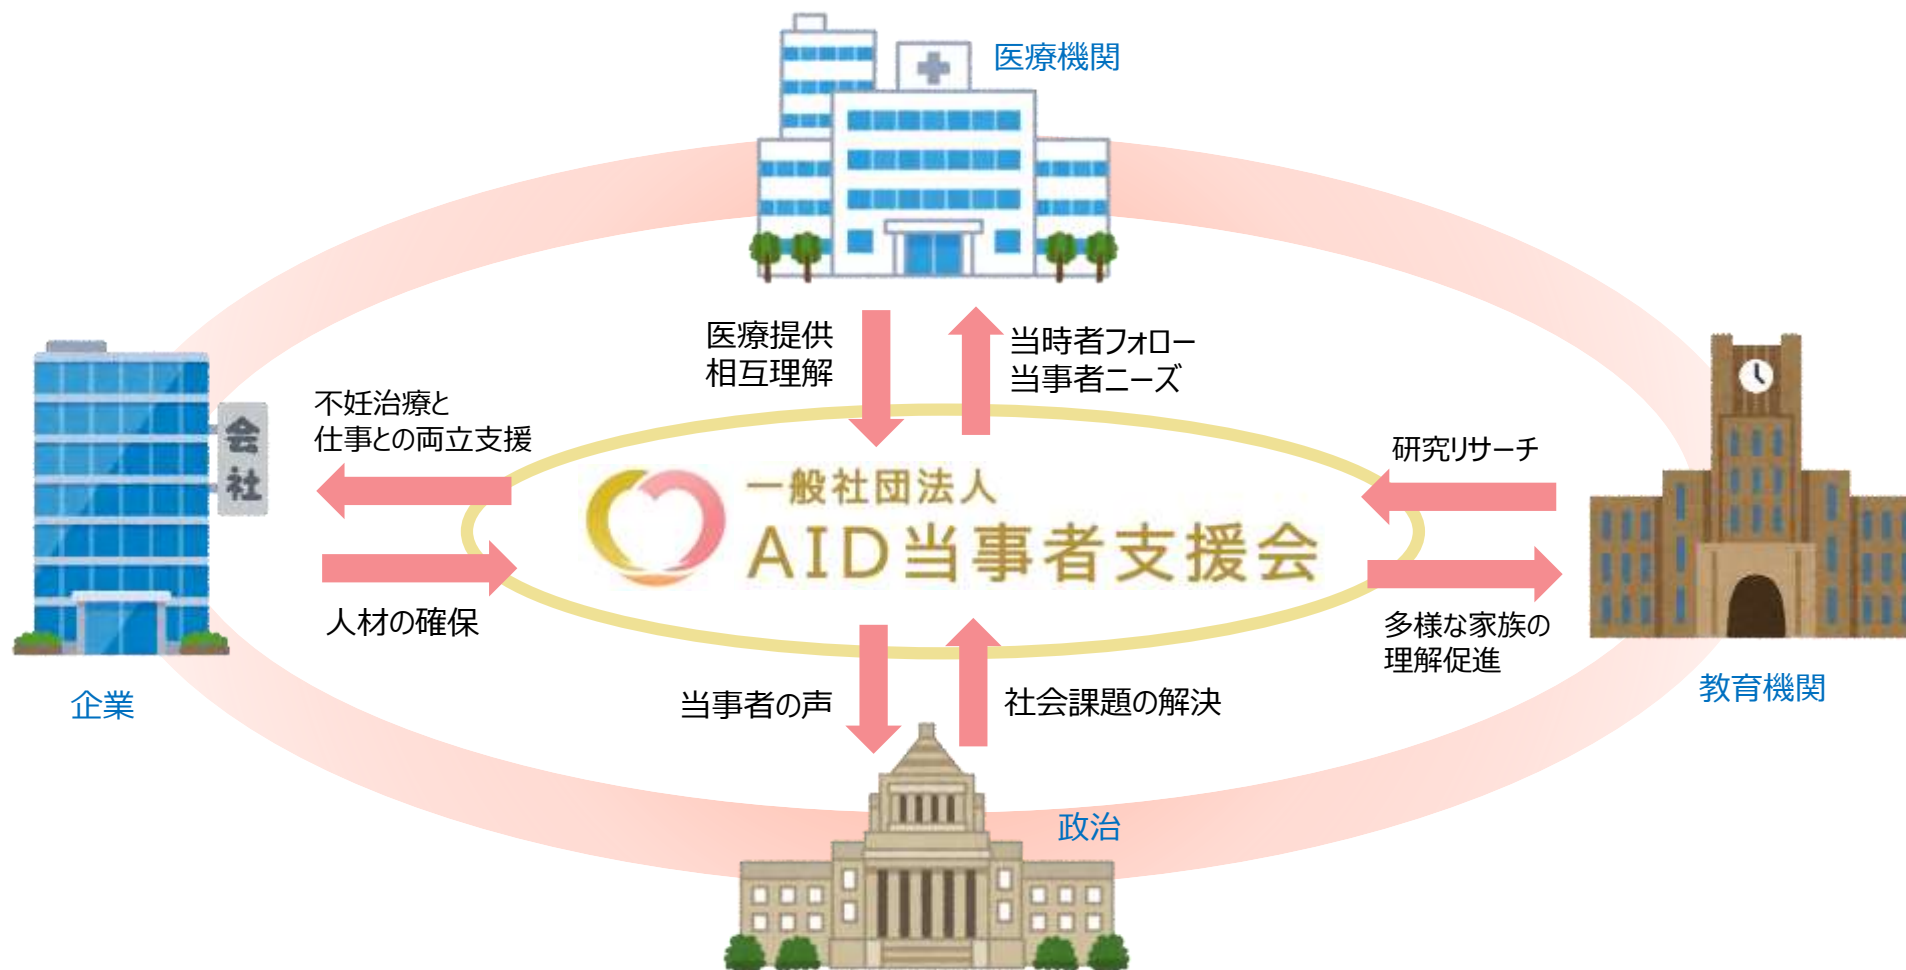 医療機関
医療提供
相互理解
当時者フォロー
当事者ニーズ
不妊治療と
仕事との両立支援
会社
研究リサーチ
一般社団法人
AID当事者支援会
人材の確保
多様な家族の
理解促進
企業
当事者の声
社会課題の解決
教育機関
政治